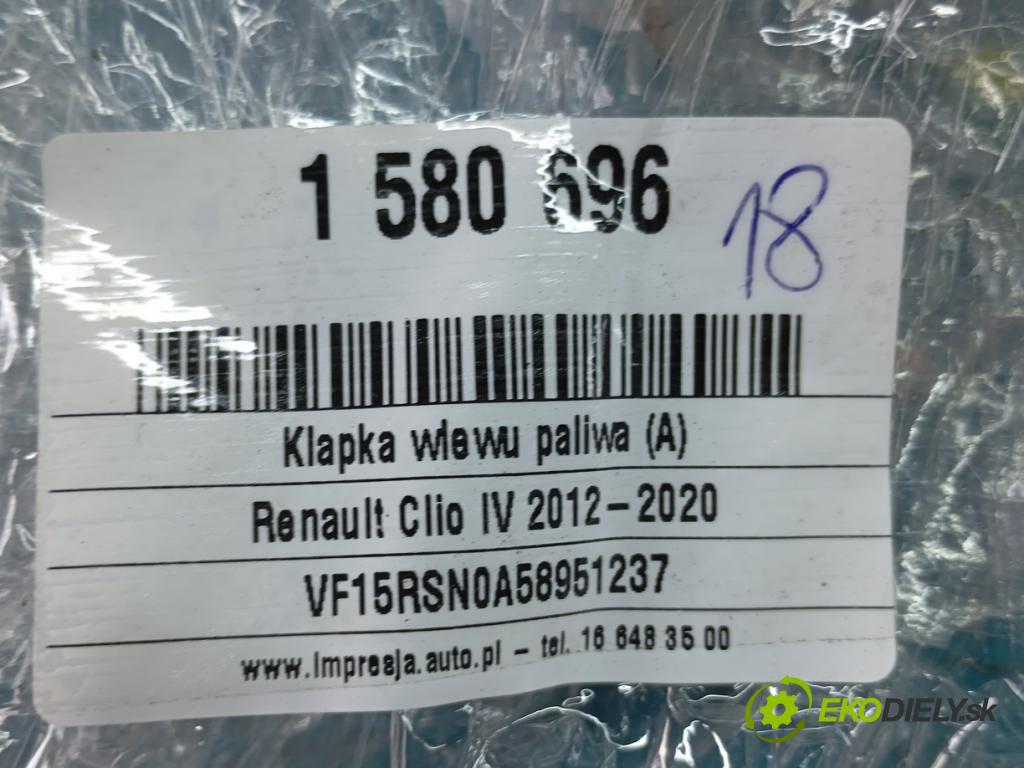 1 580 696
18
Klapka wlewu paliwa (A)
Renault Clio IV 2012-2020
VF15RSN0A58951237
www.impresja.auto.pl - tel. 16 648 35 00
EKODIELY.sk